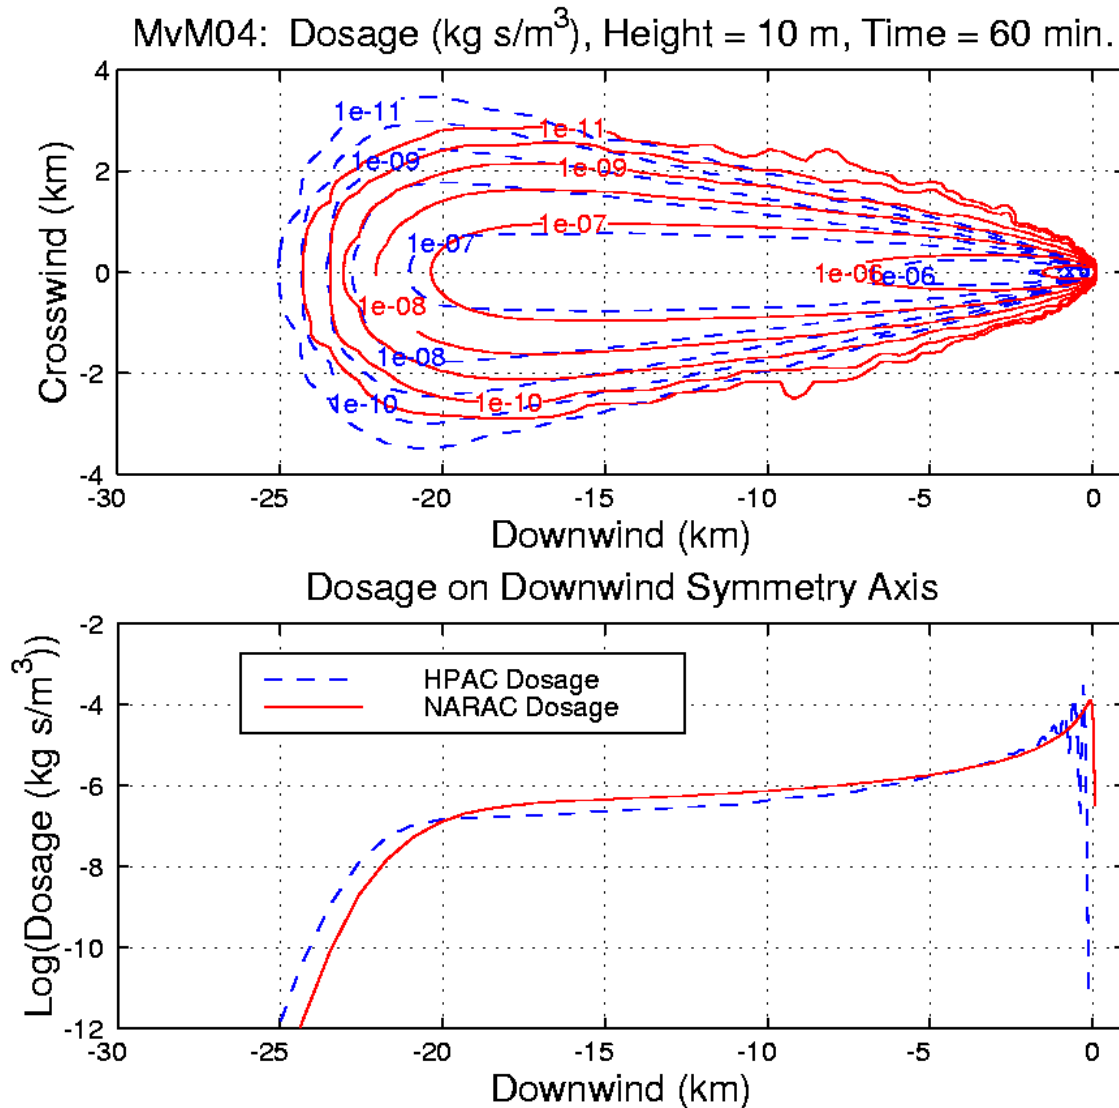 MvM04: Dosage (kg s/m³), Height = 10 m, Time = 60 min.
Crosswind (km)
4
2
0
-2
-4
1e-11
1e-11
1e-09
1e-09
1e-07
1e-07
1e-06
1e-06
1e-08
1e-08
1e-10
1e-10
-30 -25 -20 -15 -10 -5 0
Downwind (km)
Dosage on Downwind Symmetry Axis
Log(Dosage (kg s/m³))
-2
-4
-6
-8
-10
-12
HPAC Dosage
NARAC Dosage
-30 -25 -20 -15 -10 -5 0
Downwind (km)